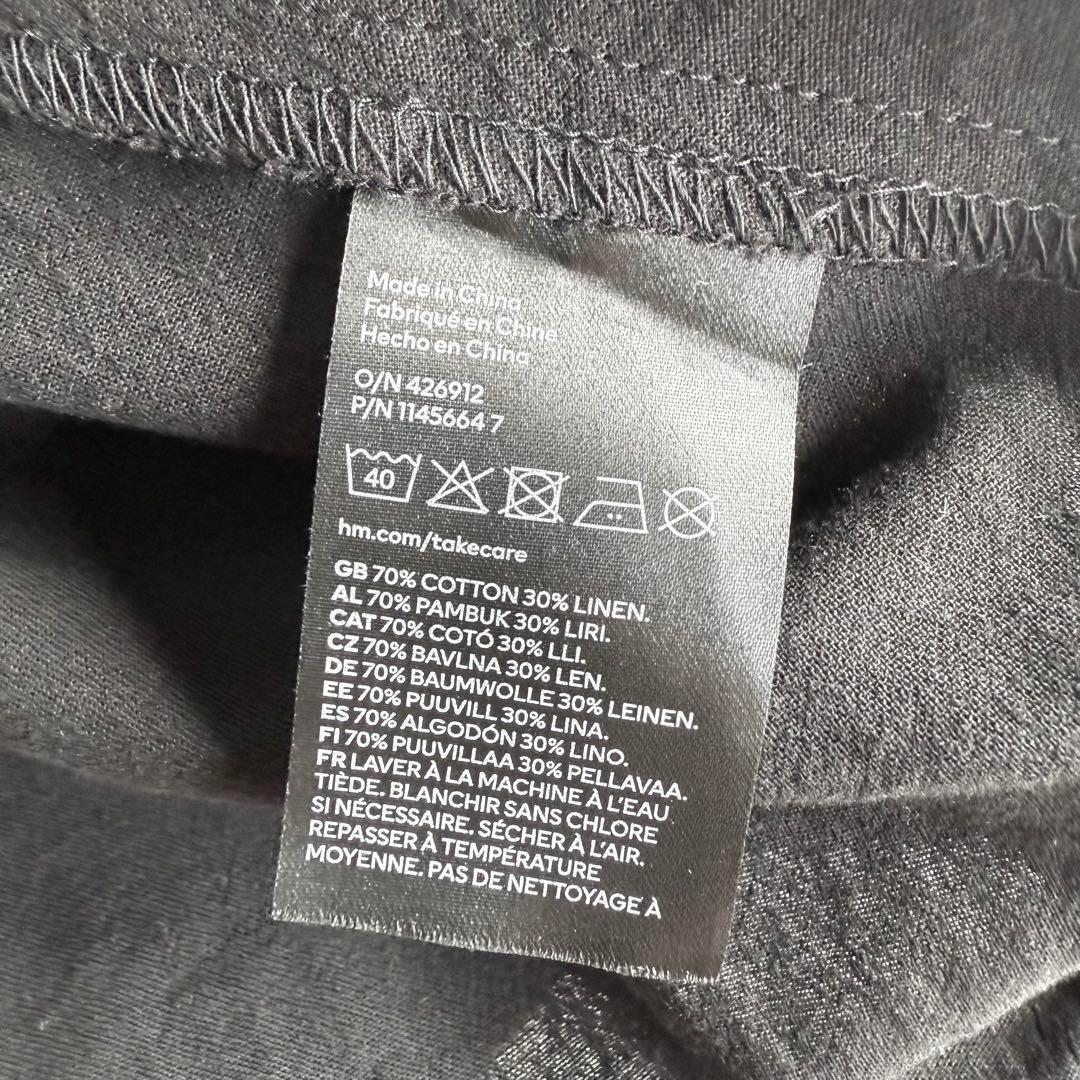 Made in China
Fabriqué en Chine
Hecho en China
O/N 426912
P/N 1145664 7
40
hm.com/takecare
GB 70% COTTON 30% LINEN.
AL 70% PAMBUK 30% LIRI.
CAT 70% COTÓ 30% LLI.
CZ 70% BAVLNA 30% LEN.
DE 70% BAUMWOLLE 30% LEINEN.
EE 70% PUUVILL 30% LINA.
ES 70% ALGODÓN 30% LINO.
FI 70% PUUVILLAA 30% PELLAVAA.
FR LAVER À LA MACHINE À L'EAU
TIÈDE. BLANCHIR SANS CHLORE
SI NÉCESSAIRE. SÉCHER À L'AIR.
REPASSER À TEMPÉRATURE
MOYENNE. PAS DE NETTOYAGE À